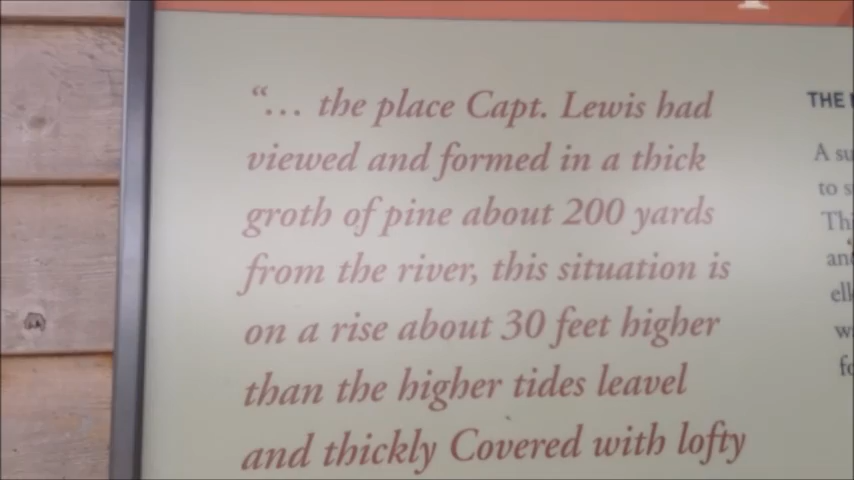 “... the place Capt. Lewis had
viewed and formed in a thick
groth of pine about 200 yards
from the river, this situation is
on a rise about 30 feet higher
than the higher tides leavel
and thickly Covered with lofty
THE
A
to